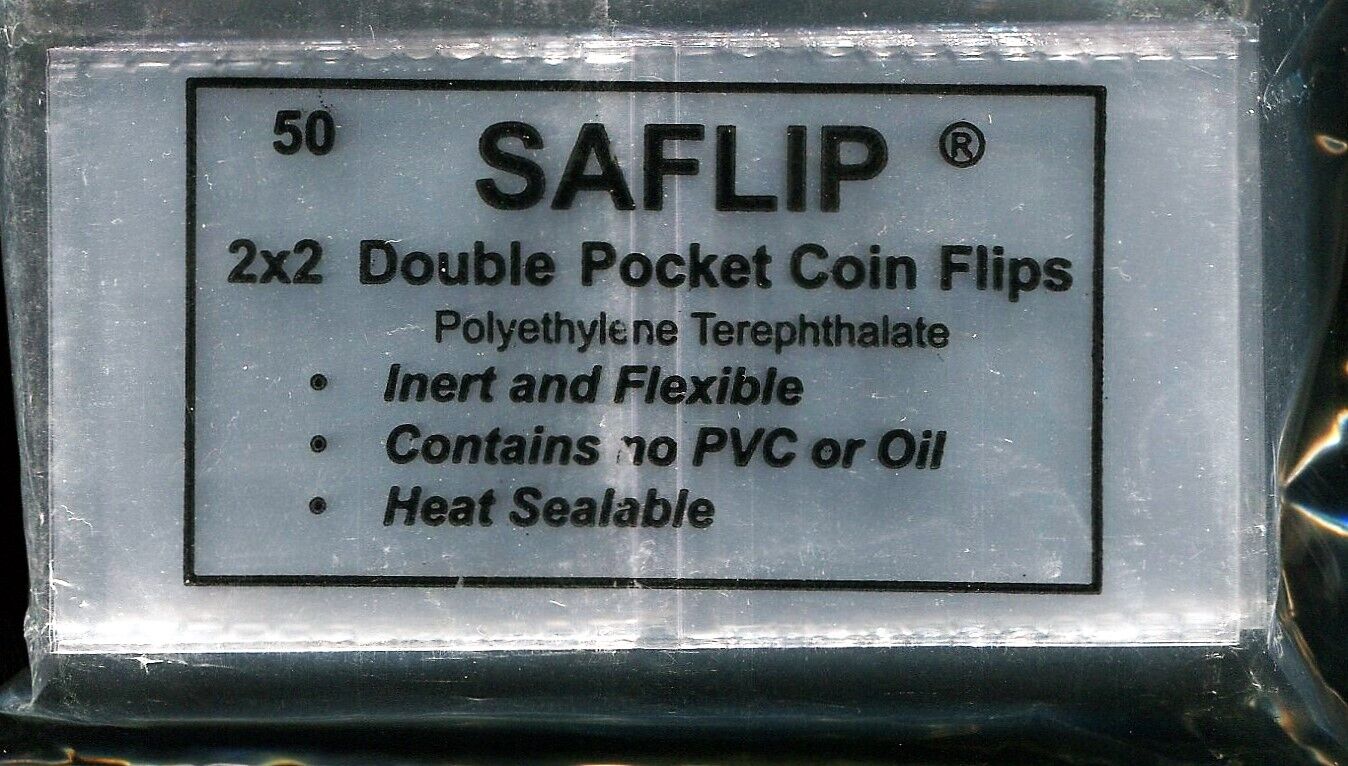 50 SAFLIP ®
2x2 Double Pocket Coin Flips
Polyethylene Terephthalate
• Inert and Flexible
• Contains no PVC or Oil
• Heat Sealable